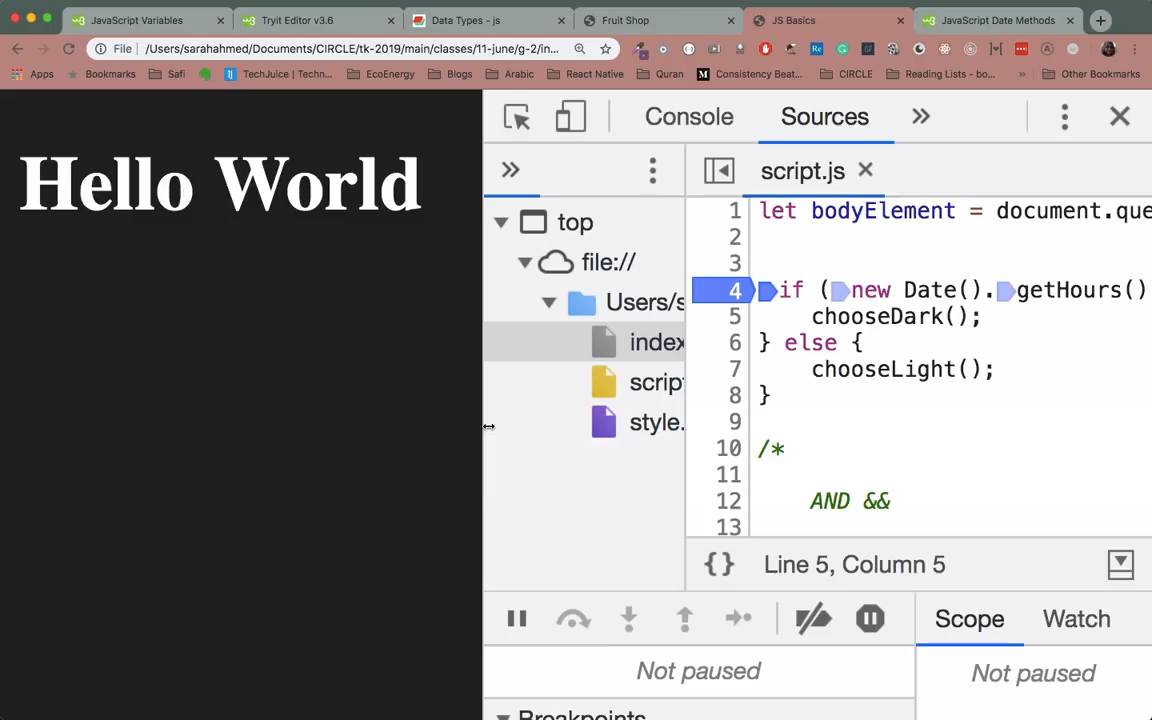 JavaScript Variables
Tryit Editor v3.6
Data Types - js
Fruit Shop
JS Basics
JavaScript Date Methods
File
/Users/sarahahmed/Documents/CIRCLE/tk-2019/main/classes/11-june/g-2/in...
Apps
Bookmarks
Safi
TechJuice | Techn...
EcoEnergy
Blogs
Arabic
React Native
Quran
Consistency Beat...
CIRCLE
Reading Lists - bo...
Other Bookmarks
Hello World
Console
Sources
script.js
top
file://
Users/s
index
script
style.
1 let bodyElement = document.que
2
3
4 if (new Date().getHours()
5 chooseDark();
6 } else {
7 chooseLight();
8 }
9
10 /*
11
12 AND &&
13
{} Line 5, Column 5
Scope
Watch
Not paused
Not paused
Breakpoints